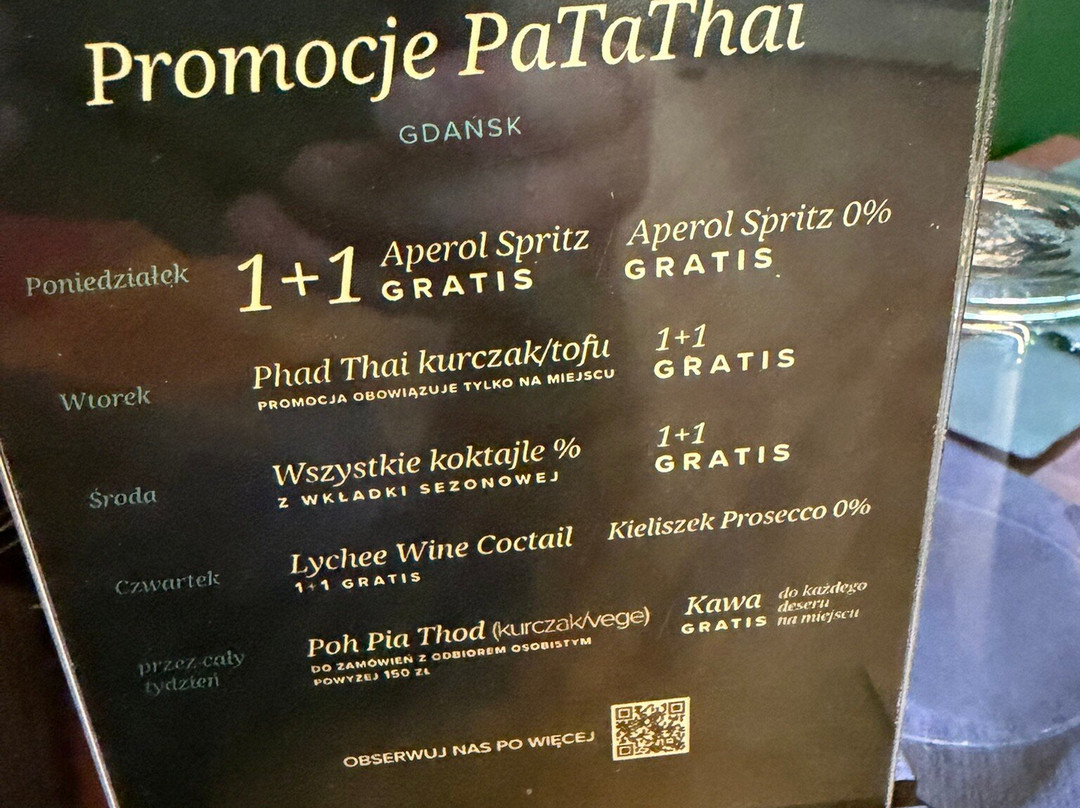 Promocje PaTaThai
GDAŃSK
Poniedziałek
1+1 Aperol Spritz GRATIS
Aperol Spritz 0%
GRATIS
Wtorek
Phad Thai kurczak/tofu
PROMOCJA OBOWIĄZUJE TYLKO NA MIEJSCU
1+1
GRATIS
Środa
Wszystkie koktajle %
Z WKŁADKI SEZONOWEJ
1+1
GRATIS
Czwartek
Lychee Wine Coctail
1+1 GRATIS
Kieliszek Prosecco 0%
przez cały
tydzień
Poh Pia Thod (kurczak/vege)
DO ZAMÓWIEŃ Z ODBIOREM OSOBISTYM
POWYŻEJ 150 ZŁ
Kawa
GRATIS
do każdego
deseru
na miejscu
OBSERWUJ NAS PO WIĘCEJ